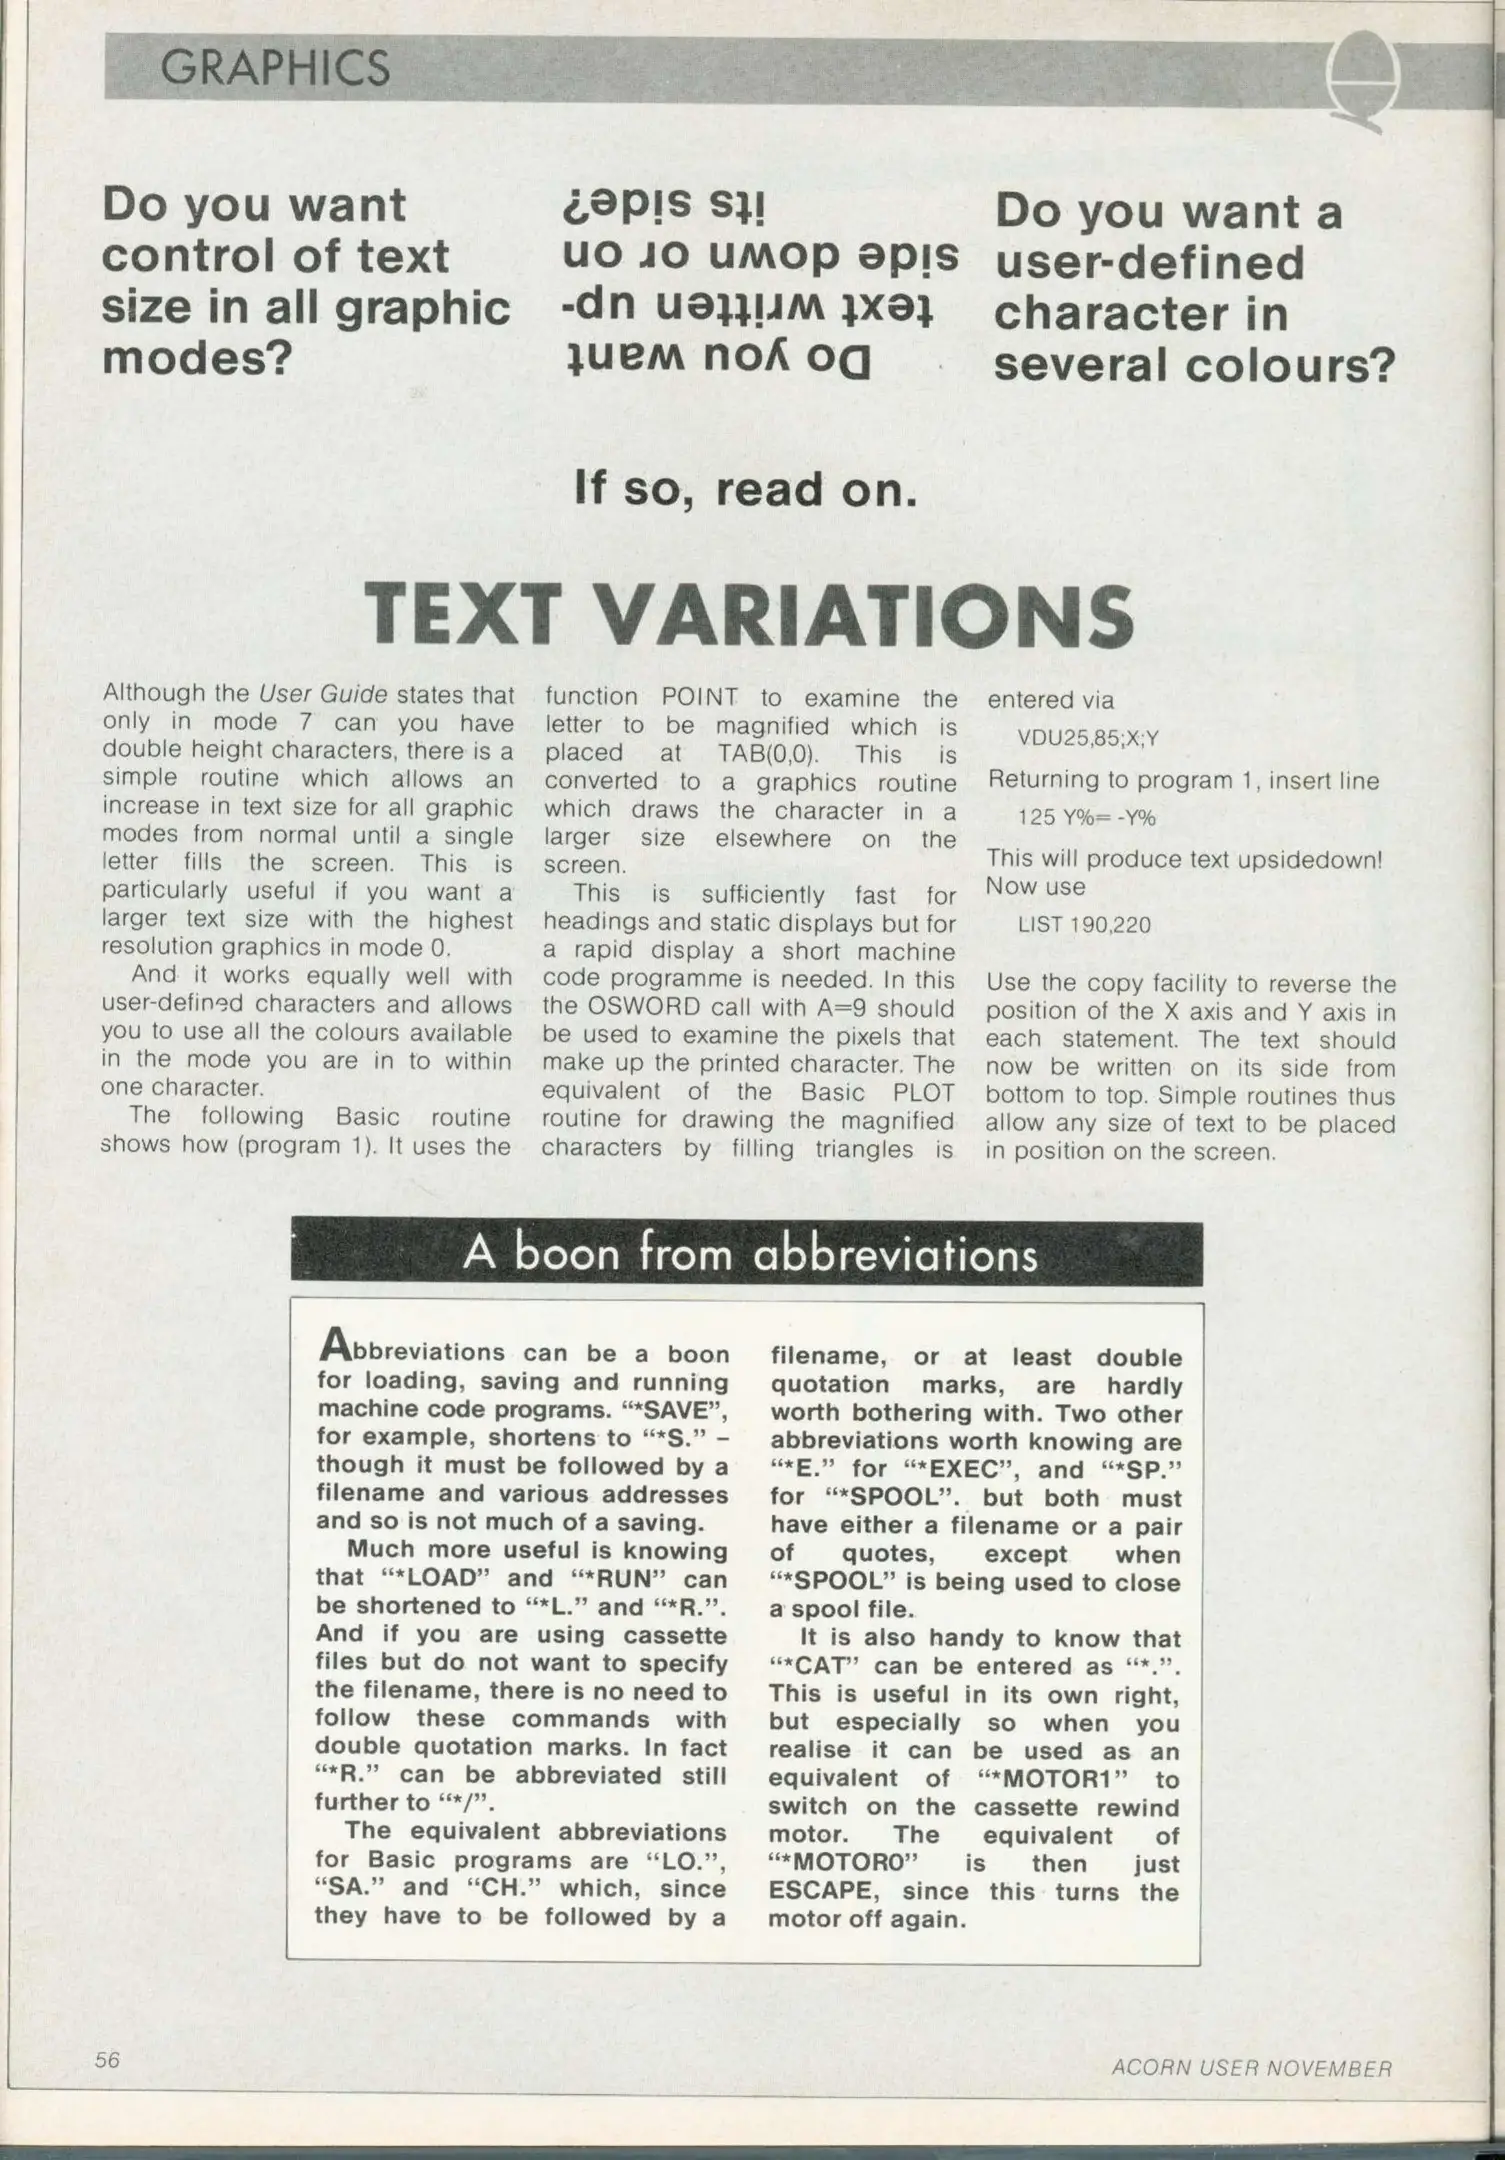 GRAPHICS
Do you want
control of text
size in all graphic
modes?
Do you want
text written up-
side down or on
its side?
Do you want a
user-defined
character in
several colours?
If so, read on.
TEXT VARIATIONS
Although the User Guide states that
only in mode 7 can you have
double height characters, there is a
simple routine which allows an
increase in text size for all graphic
modes from normal until a single
letter fills the screen. This is
particularly useful if you want a
larger text size with the highest
resolution graphics in mode 0.
And it works equally well with
user-defined characters and allows
you to use all the colours available
in the mode you are in to within
one character.
The following Basic routine
shows how (program 1). It uses the
function POINT to examine the
letter to be magnified which is
placed at TAB(0,0). This is
converted to a graphics routine
which draws the character in a
larger size elsewhere on the
screen.
This is sufficiently fast for
headings and static displays but for
a rapid display a short machine
code programme is needed. In this
the OSWORD call with A=9 should
be used to examine the pixels that
make up the printed character. The
equivalent of the Basic PLOT
routine for drawing the magnified
characters by filling triangles is
entered via
VDU25,85;X;Y
Returning to program 1, insert line
125 Y%= -Y%
This will produce text upsidedown!
Now use
LIST 190,220
Use the copy facility to reverse the
position of the X axis and Y axis in
each statement. The text should
now be written on its side from
bottom to top. Simple routines thus
allow any size of text to be placed
in position on the screen.
A boon from abbreviations
Abbreviations can be a boon
for loading, saving and running
machine code programs. “*SAVE”,
for example, shortens to “*S.” –
though it must be followed by a
filename and various addresses
and so is not much of a saving.
Much more useful is knowing
that “*LOAD” and “*RUN” can
be shortened to “*L.” and “*R.”.
And if you are using cassette
files but do not want to specify
the filename, there is no need to
follow these commands with
double quotation marks. In fact
“*R.” can be abbreviated still
further to “*/”.
The equivalent abbreviations
for Basic programs are “LO.”,
“SA.” and “CH.” which, since
they have to be followed by a
filename, or at least double
quotation marks, are hardly
worth bothering with. Two other
abbreviations worth knowing are
“*E.” for “*EXEC”, and “*SP.”
for “*SPOOL”. but both must
have either a filename or a pair
of quotes, except when
“*SPOOL” is being used to close
a spool file.
It is also handy to know that
“*CAT” can be entered as “*.”.
This is useful in its own right,
but especially so when you
realise it can be used as an
equivalent of “*MOTOR1” to
switch on the cassette rewind
motor. The equivalent of
“*MOTOR0” is then just
ESCAPE, since this turns the
motor off again.
56
ACORN USER NOVEMBER